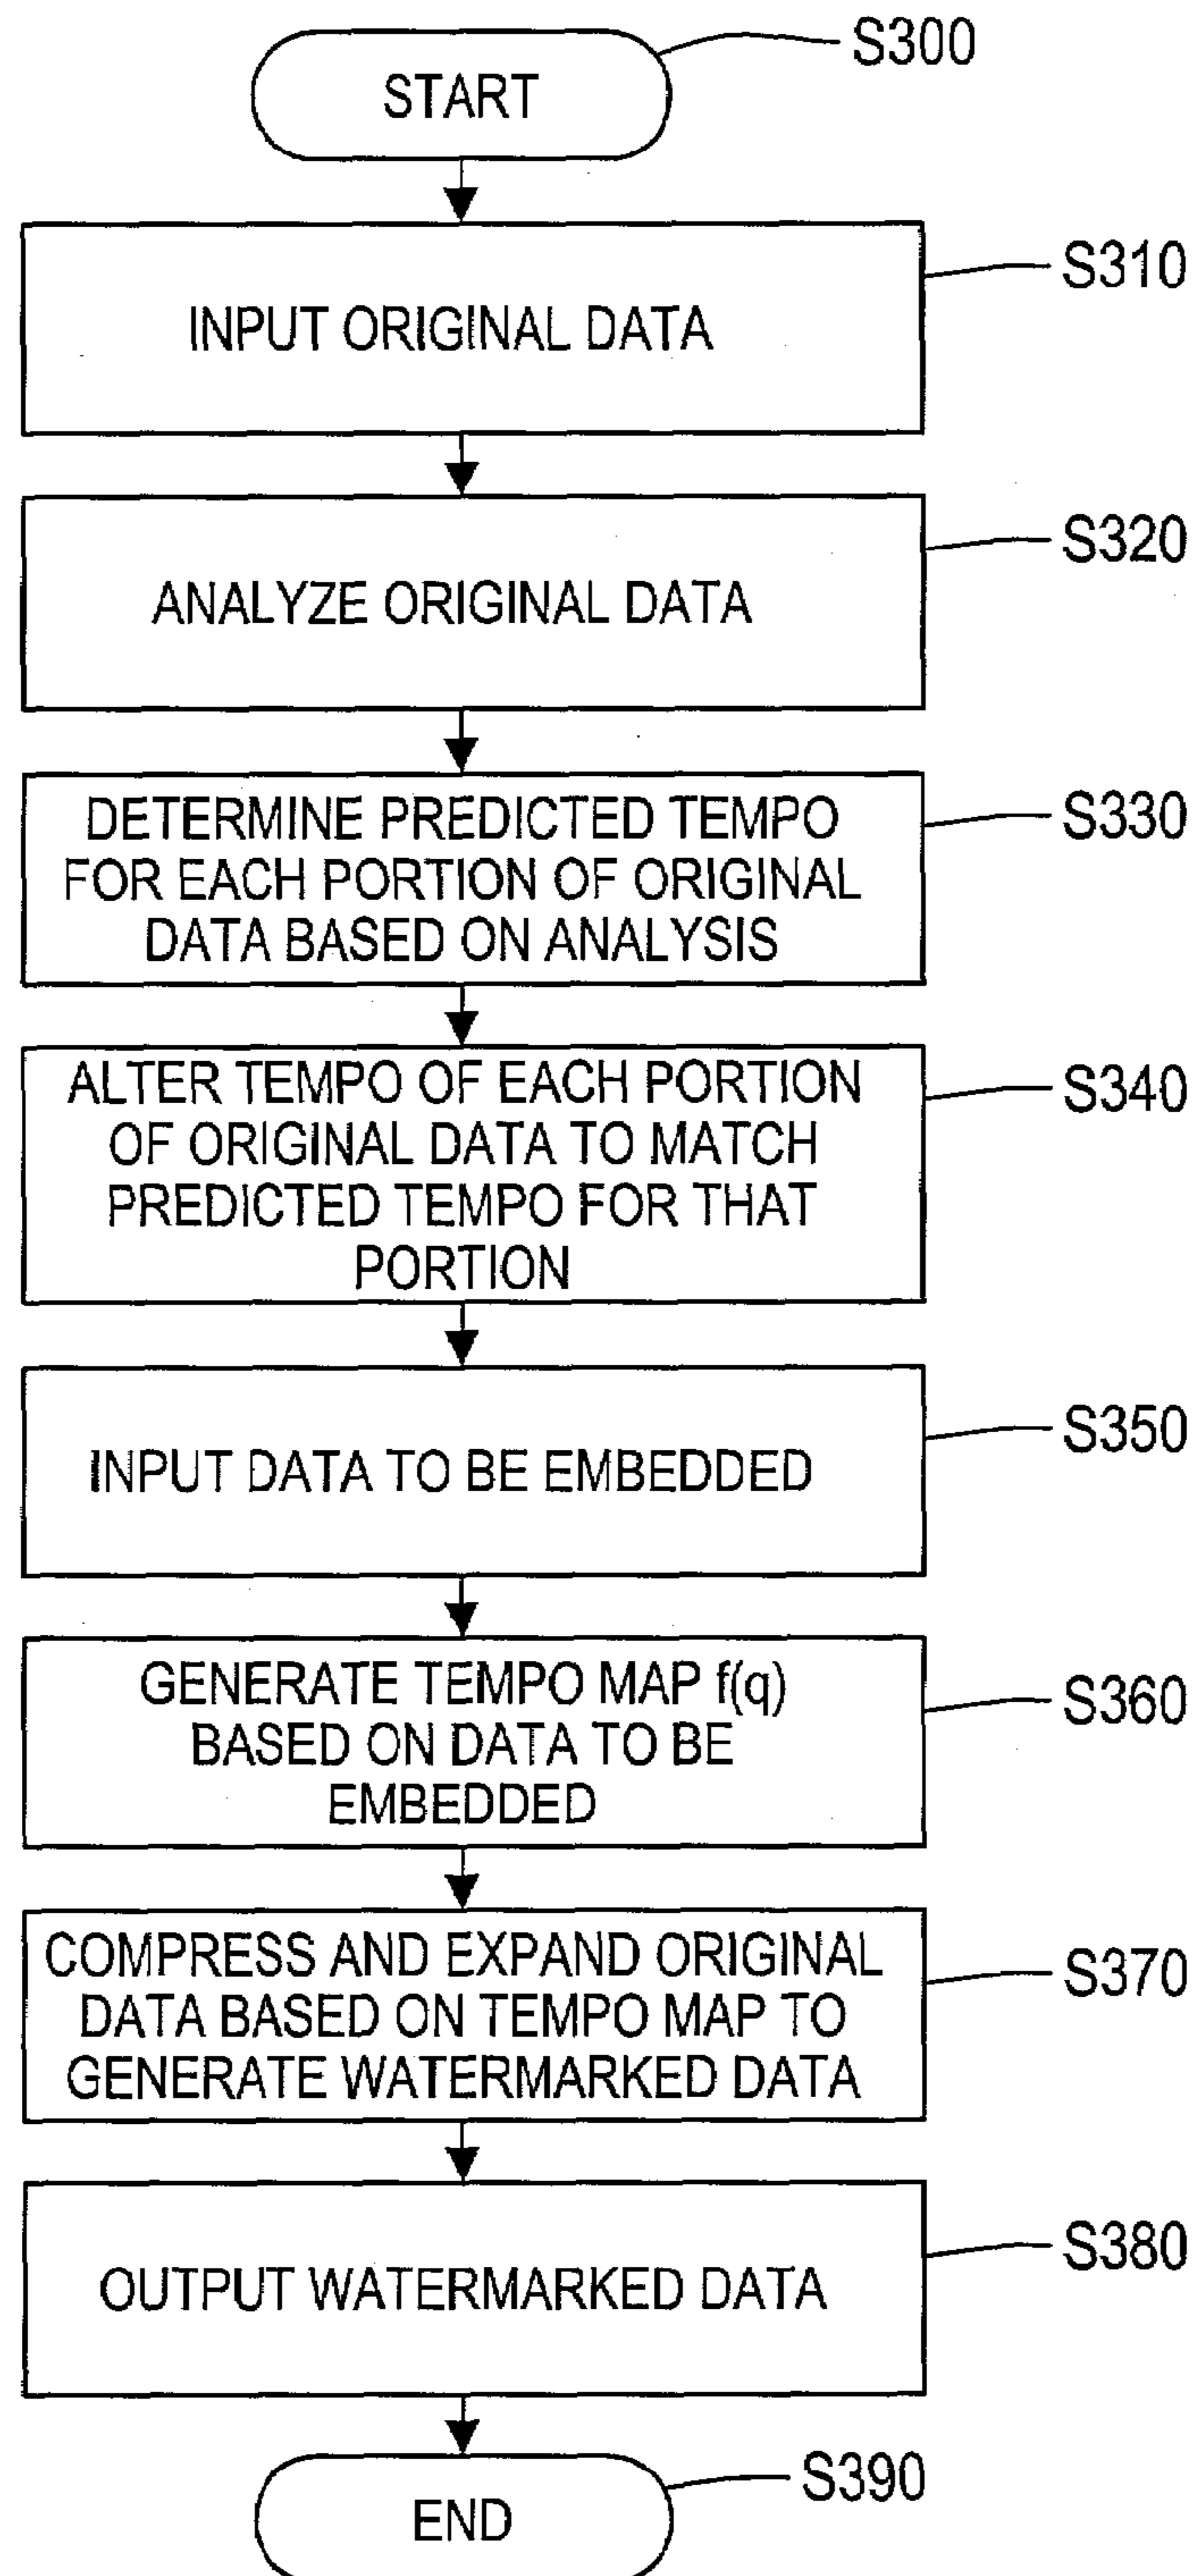 START
S300
INPUT ORIGINAL DATA
S310
ANALYZE ORIGINAL DATA
S320
DETERMINE PREDICTED TEMPO
FOR EACH PORTION OF ORIGINAL
DATA BASED ON ANALYSIS
S330
ALTER TEMPO OF EACH PORTION
OF ORIGINAL DATA TO MATCH
PREDICTED TEMPO FOR THAT
PORTION
S340
INPUT DATA TO BE EMBEDDED
S350
GENERATE TEMPO MAP f(q)
BASED ON DATA TO BE
EMBEDDED
S360
COMPRESS AND EXPAND ORIGINAL
DATA BASED ON TEMPO MAP TO
GENERATE WATERMARKED DATA
S370
OUTPUT WATERMARKED DATA
S380
END
S390